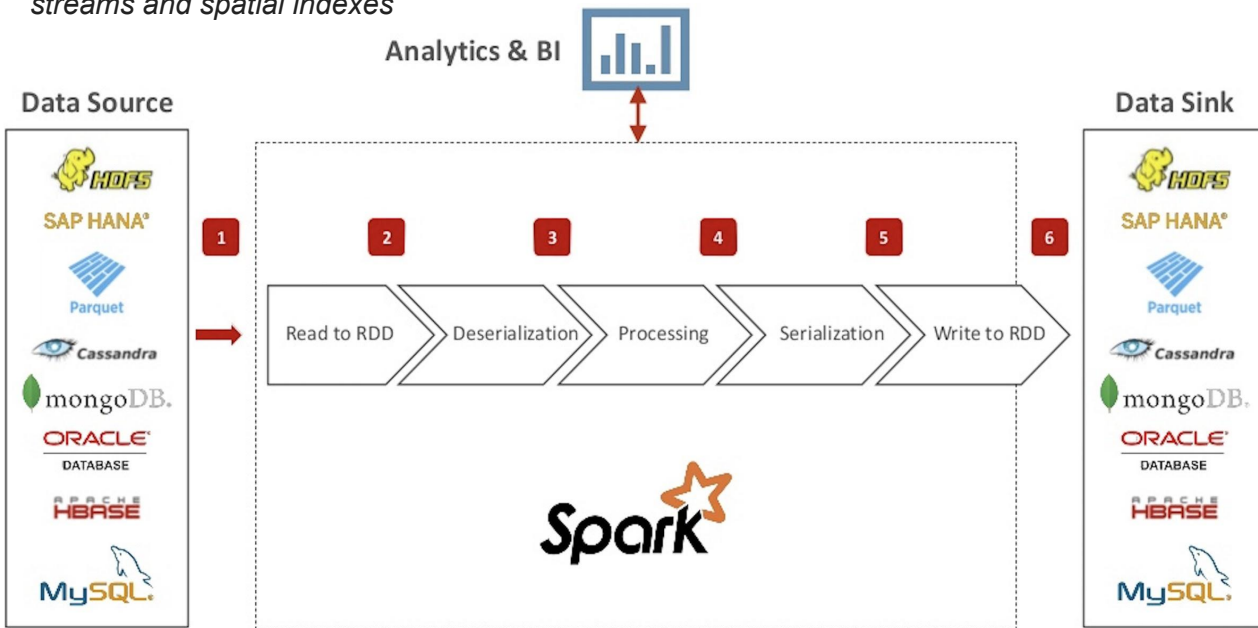 streams and spatial indexes
Analytics & BI
Data Source
Data Sink
HDFS
SAP HANA®
Parquet
Cassandra
mongoDB.
ORACLE®
DATABASE
APACHE
HBASE
MySQL.
1
2
3
4
5
6
Read to RDD
Deserialization
Processing
Serialization
Write to RDD
Spark
HDFS
SAP HANA®
Parquet
Cassandra
mongoDB.
ORACLE®
DATABASE
APACHE
HBASE
MySQL.